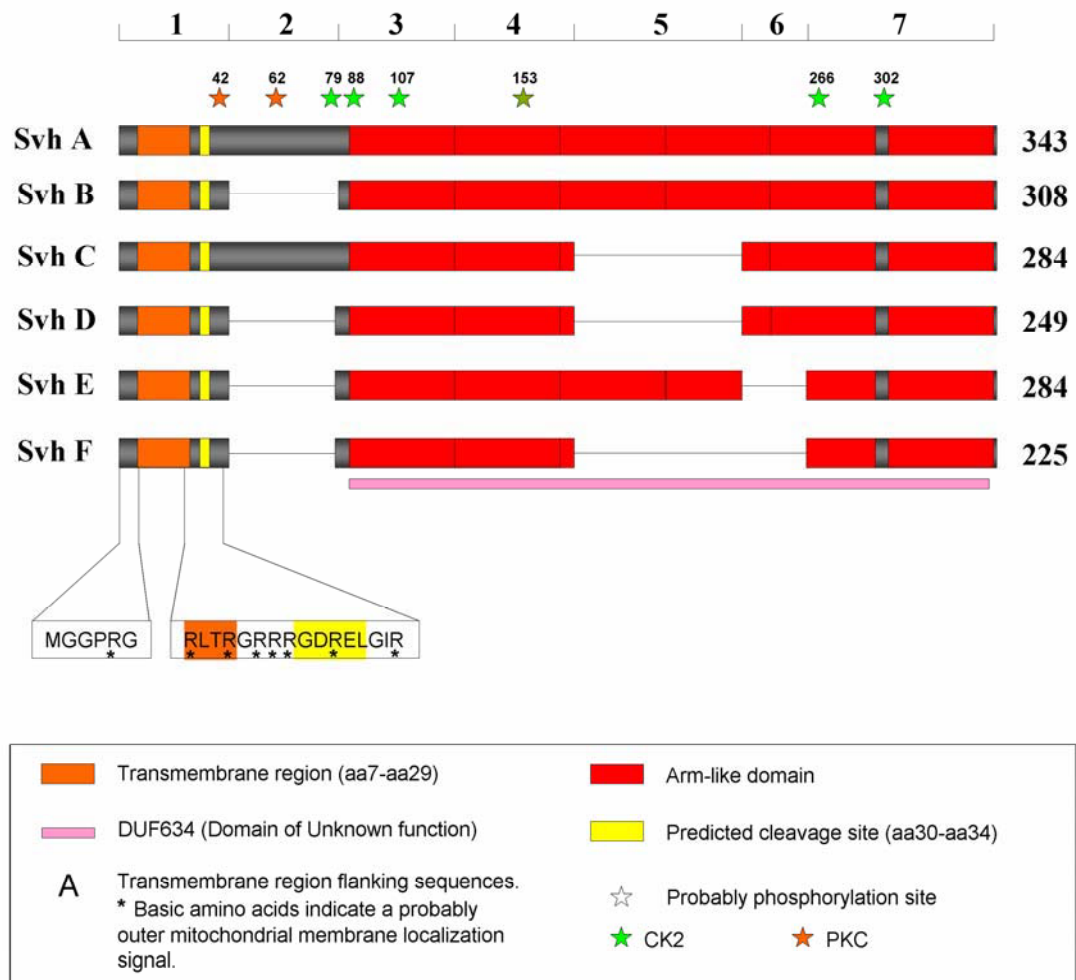 1 2 3 4 5 6 7
42 62 79 88 107 153 266 302
Svh A 343
Svh B 308
Svh C 284
Svh D 249
Svh E 284
Svh F 225
MGGPRG RLTRGRRRGDRELGIR
* * * * * * * *
Transmembrane region (aa7-aa29) Arm-like domain
DUF634 (Domain of Unknown function) Predicted cleavage site (aa30-aa34)
A Transmembrane region flanking sequences.
* Basic amino acids indicate a probably
outer mitochondrial membrane localization
signal.
Probably phosphorylation site
CK2 PKC